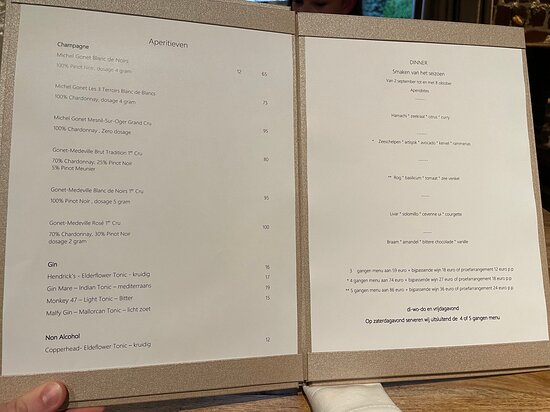 Aperitieven
Champagne
Michel Gonet Blanc de Noirs
100% Pinot Noir, dosage 4 gram 12 65
Michel Gonet Les 3 Terroirs Blanc de Blancs
100% Chardonnay, dosage 4 gram 75
Michel Gonet Mesnil-Sur-Oger Grand Cru
100% Chardonnay, Zero dosage 95
Gonet-Medeville Brut Tradition 1er Cru 80
70% Chardonnay, 25% Pinot Noir
5% Pinot Meunier
Gonet-Medeville Blanc de Noirs 1er Cru
100% Pinot Noir, dosage 5 gram 95
Gonet-Medeville Rosé 1er Cru 100
70% Chardonnay, 30% Pinot Noir
dosage 2 gram
Gin 16
Hendrick's - Elderflower Tonic - kruidig 17
Gin Mare – Indian Tonic – mediterraans 19
Monkey 47 – Light Tonic – Bitter 15
Malfy Gin – Mallorcan Tonic – licht zoet
Non Alcohol
Copperhead- Elderflower Tonic – kruidig 12
DINNER
Smaken van het seizoen
Van 2 september tot en met 8 oktober
Aperobites
Hamachi * zeekraal * citrus * curry
* Zeeschelpen * artisjok * avocado * kemel * rammenas
** Rog * basilicum * tomaat * zee venkel
Livar * solomillo * cevenne ui * courgette
Braam * amandel * bittere chocolade * vanille
3 gangen menu aan 59 euro + bijpassende wijn 18 euro of proefarrangement 12 euro p.p
* 4 gangen menu aan 74 euro + bijpassende wijn 27 euro of proefarrangement 18 euro p.p
** 5 gangen menu aan 86 euro + bijpassende wijn 36 euro of proefarrangement 24 euro p.p
di-wo-do en vrijdagavond
Op zaterdagavond serveren wij uitsluitend de 4 of 5 gangen menu